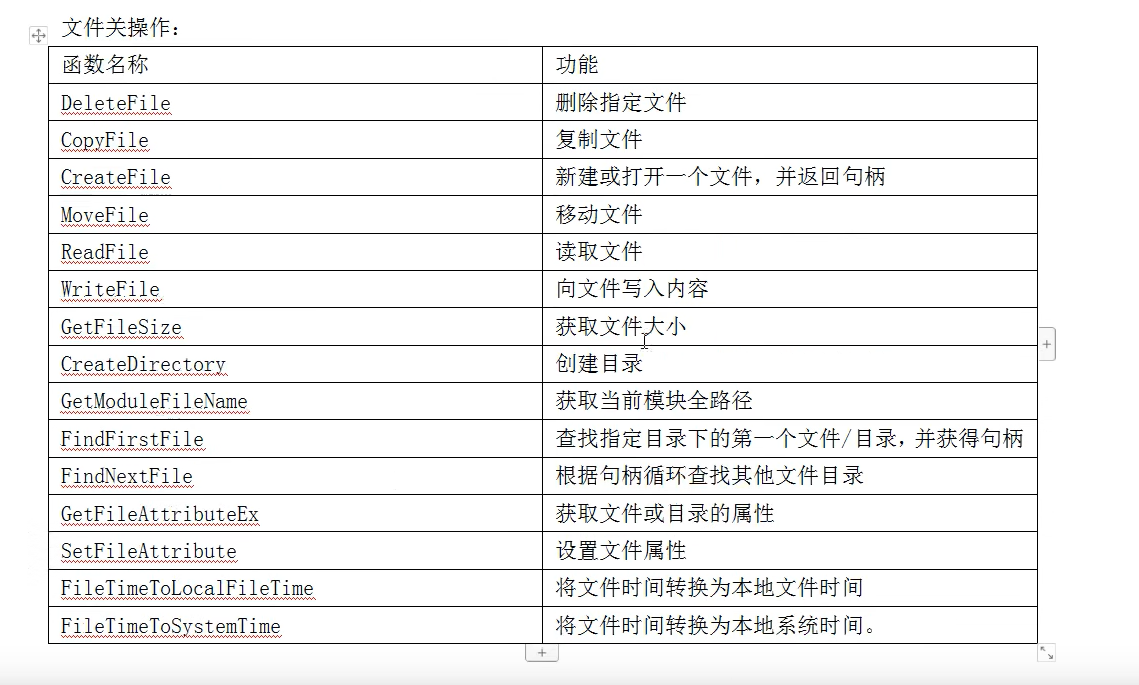 文件关操作:
函数名称 功能
DeleteFile 删除指定文件
CopyFile 复制文件
CreateFile 新建或打开一个文件，并返回句柄
MoveFile 移动文件
ReadFile 读取文件
WriteFile 向文件写入内容
GetFileSize 获取文件大小
CreateDirectory 创建目录
GetModuleFileName 获取当前模块全路径
FindFirstFile 查找指定目录下的第一个文件/目录，并获得句柄
FindNextFile 根据句柄循环查找其他文件目录
GetFileAttributeEx 获取文件或目录的属性
SetFileAttribute 设置文件属性
FileTimeToLocalFileTime 将文件时间转换为本地文件时间
FileTimeToSystemTime 将文件时间转换为本地系统时间。